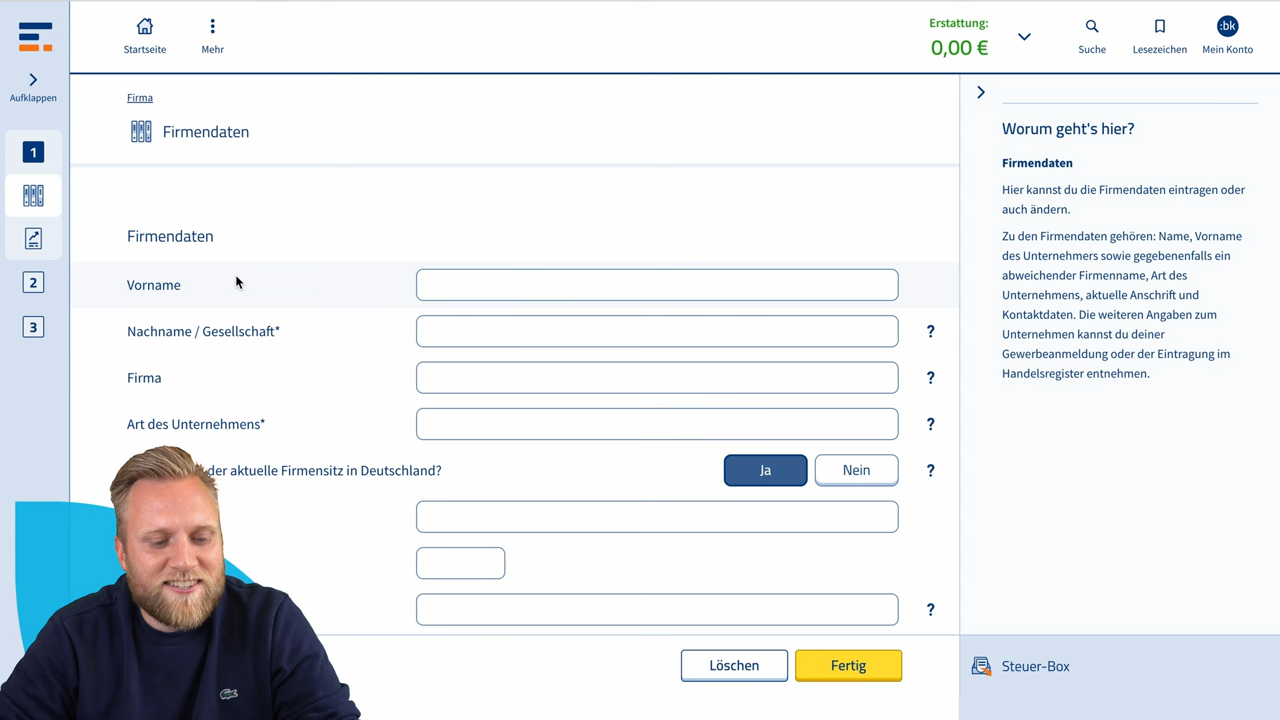 Startseite
Mehr
Erstattung:
0,00 €
Suche
:bk
Lesezeichen
Mein Konto
Aufklappen
1
2
3
Firma
Firmendaten
Firmendaten
Vorname
Nachname / Gesellschaft*
?
Firma
?
Art des Unternehmens*
?
der aktuelle Firmensitz in Deutschland?
Ja
Nein
?
?
Löschen
Fertig
Worum geht's hier?
Firmendaten
Hier kannst du die Firmendaten eintragen oder
auch ändern.
Zu den Firmendaten gehören: Name, Vorname
des Unternehmers sowie gegebenenfalls ein
abweichender Firmenname, Art des
Unternehmens, aktuelle Anschrift und
Kontaktdaten. Die weiteren Angaben zum
Unternehmen kannst du deiner
Gewerbeanmeldung oder der Eintragung im
Handelsregister entnehmen.
Steuer-Box